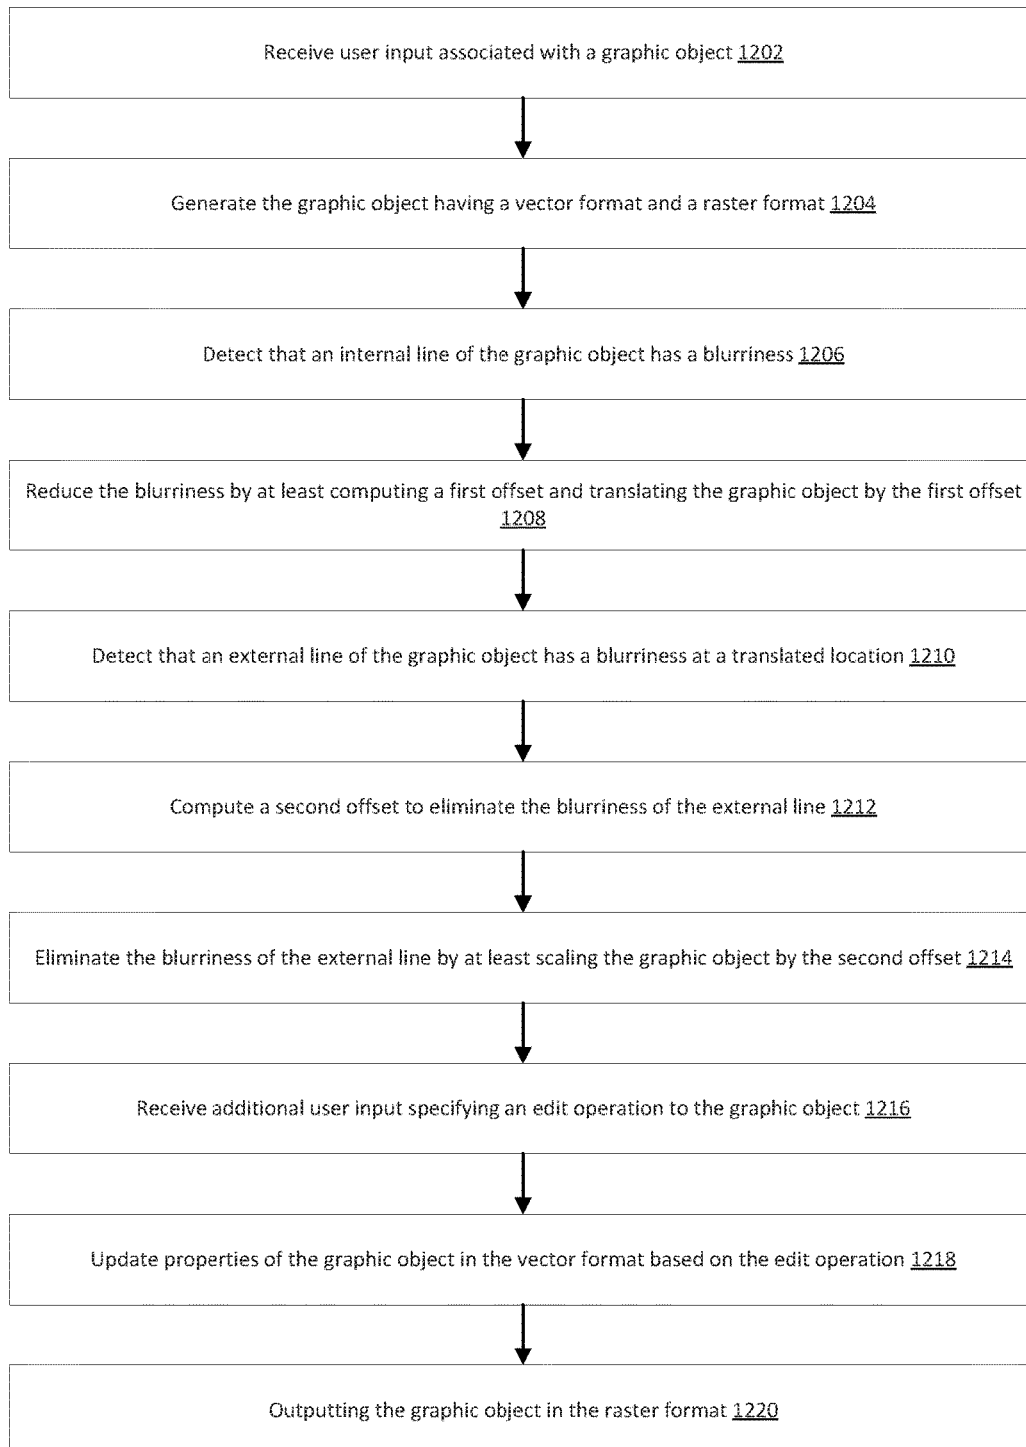 Receive user input associated with a graphic object 1202
Generate the graphic object having a vector format and a raster format 1204
Detect that an internal line of the graphic object has a blurriness 1206
Reduce the blurriness by at least computing a first offset and translating the graphic object by the first offset
1208
Detect that an external line of the graphic object has a blurriness at a translated location 1210
Compute a second offset to eliminate the blurriness of the external line 1212
Eliminate the blurriness of the external line by at least scaling the graphic object by the second offset 1214
Receive additional user input specifying an edit operation to the graphic object 1216
Update properties of the graphic object in the vector format based on the edit operation 1218
Outputting the graphic object in the raster format 1220